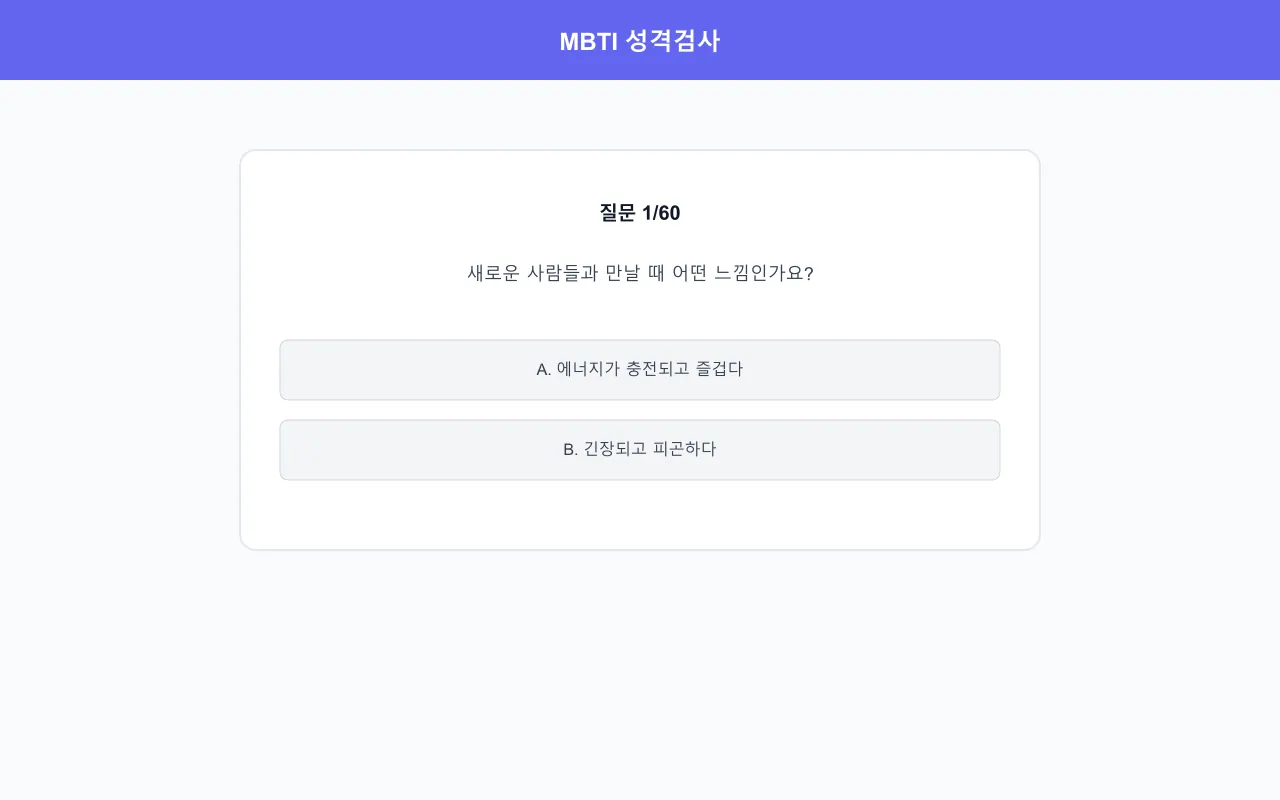 MBTI 성격검사
질문 1/60
새로운 사람들과 만날 때 어떤 느낌인가요?
A. 에너지가 충전되고 즐겁다
B. 긴장되고 피곤하다